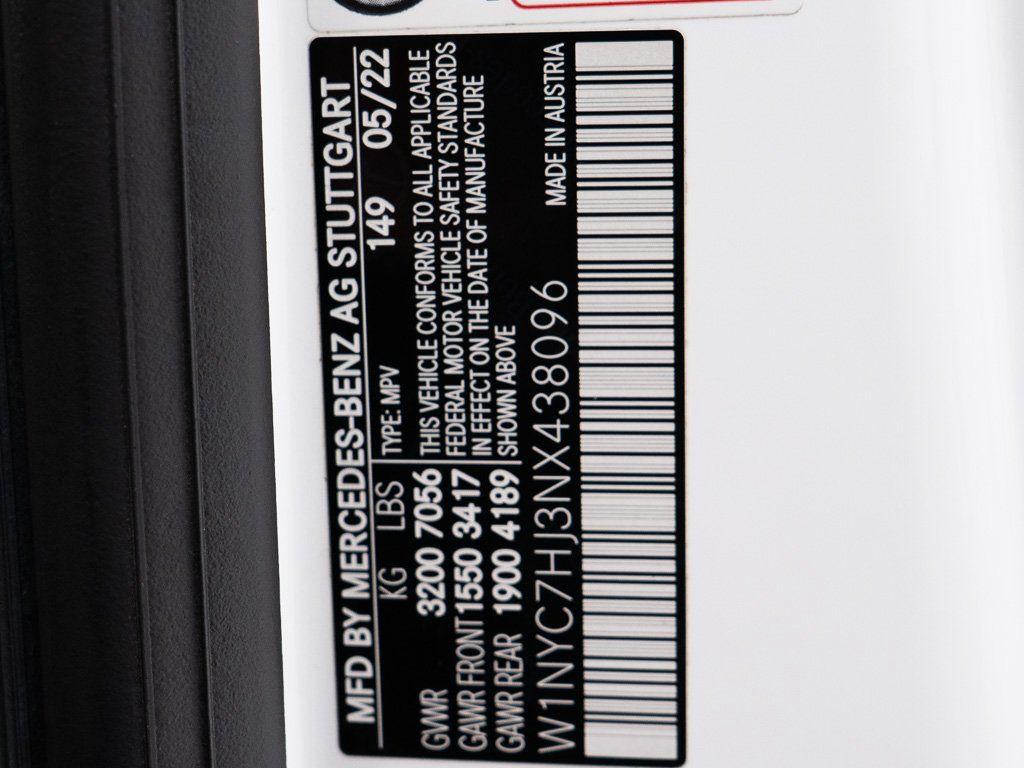 MFD BY MERCEDES-BENZ AG STUTTGART
KG LBS
149 05/22
TYPE: MPV
GVWR 3200 7056
GAWR FRONT 1550 3417
GAWR REAR 1900 4189
THIS VEHICLE CONFORMS TO ALL APPLICABLE
FEDERAL MOTOR VEHICLE SAFETY STANDARDS
IN EFFECT ON THE DATE OF MANUFACTURE
SHOWN ABOVE
W1NYC7HJ3NX438096
MADE IN AUSTRIA